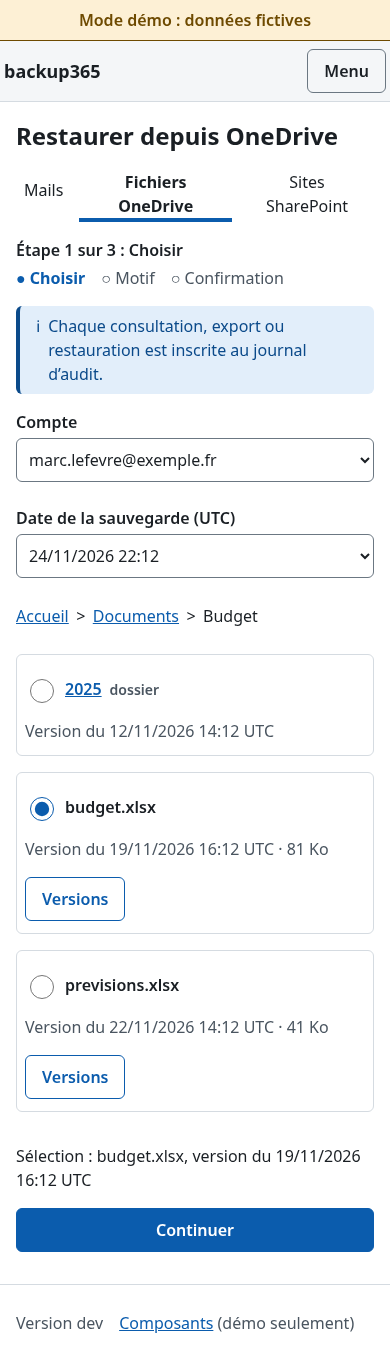 Mode démo : données fictives
backup365
Menu
Restaurer depuis OneDrive
Mails
Fichiers
OneDrive
Sites
SharePoint
Étape 1 sur 3 : Choisir
● Choisir ○ Motif ○ Confirmation
i Chaque consultation, export ou
restauration est inscrite au journal
d’audit.
Compte
marc.lefevre@exemple.fr
Date de la sauvegarde (UTC)
24/11/2026 22:12
Accueil > Documents > Budget
2025 dossier
Version du 12/11/2026 14:12 UTC
budget.xlsx
Version du 19/11/2026 16:12 UTC · 81 Ko
Versions
previsions.xlsx
Version du 22/11/2026 14:12 UTC · 41 Ko
Versions
Sélection : budget.xlsx, version du 19/11/2026
16:12 UTC
Continuer
Version dev Composants (démo seulement)